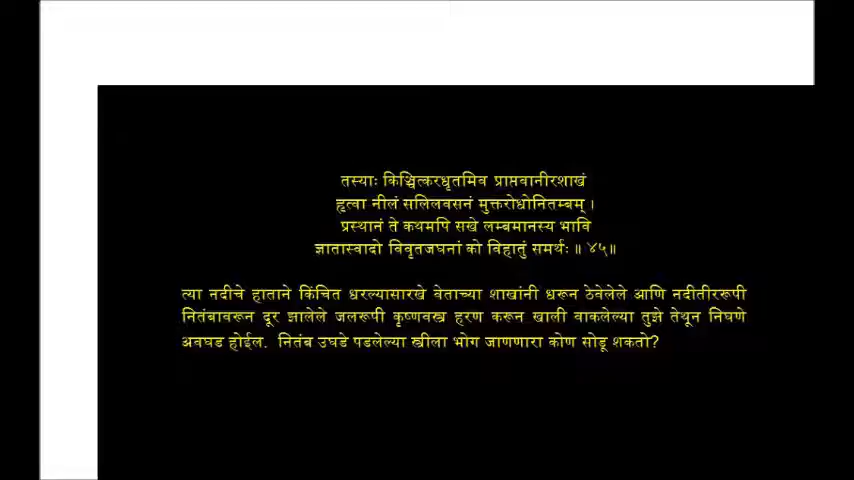 तस्याः किञ्चित्करधृतमिव प्राप्तवानीरशाखं
हृत्वा नीलं सलिलवसनं मुक्तरोधोनितम्बम् ।
प्रस्थानं ते कथमपि सखे लम्बमानस्य भावि
ज्ञातास्वादो विवृतजघनां को विहातुं समर्थः ॥ ४५॥
त्या नदीचे हाताने किंचित धरल्यासारखे वेताच्या शाखांनी धरून ठेवेलेले आणि नदीतीररूपी
नितंबावरून दूर झालेले जलरूपी कृष्णवस्त्र हरण करून खाली वाकलेल्या तुझे तेथून निघणे
अवघड होईल. नितंब उघडे पडलेल्या स्त्रीला भोग जाणणारा कोण सोडू शकतो?